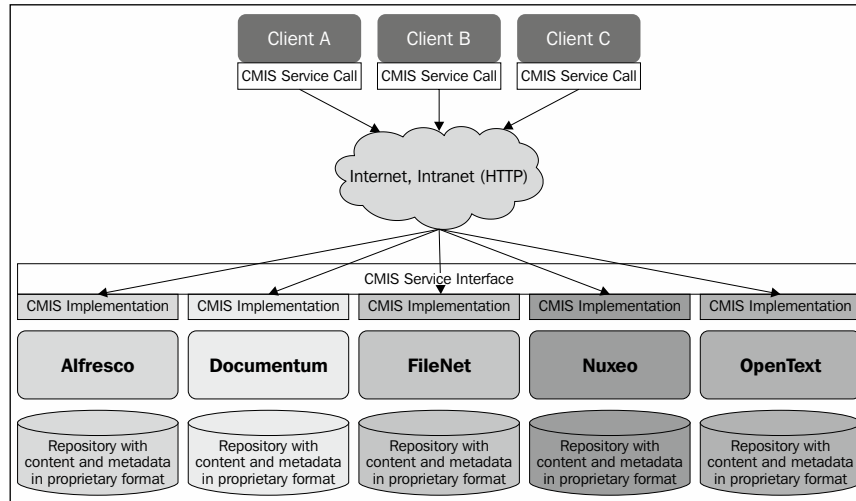 Client A
Client B
Client C
CMIS Service Call
CMIS Service Call
CMIS Service Call
Internet, Intranet (HTTP)
CMIS Service Interface
CMIS Implementation
CMIS Implementation
CMIS Implementation
CMIS Implementation
CMIS Implementation
Alfresco
Documentum
FileNet
Nuxeo
OpenText
Repository with
content and metadata
in proprietary format
Repository with
content and metadata
in proprietary format
Repository with
content and metadata
in proprietary format
Repository with
content and metadata
in proprietary format
Repository with
content and metadata
in proprietary format